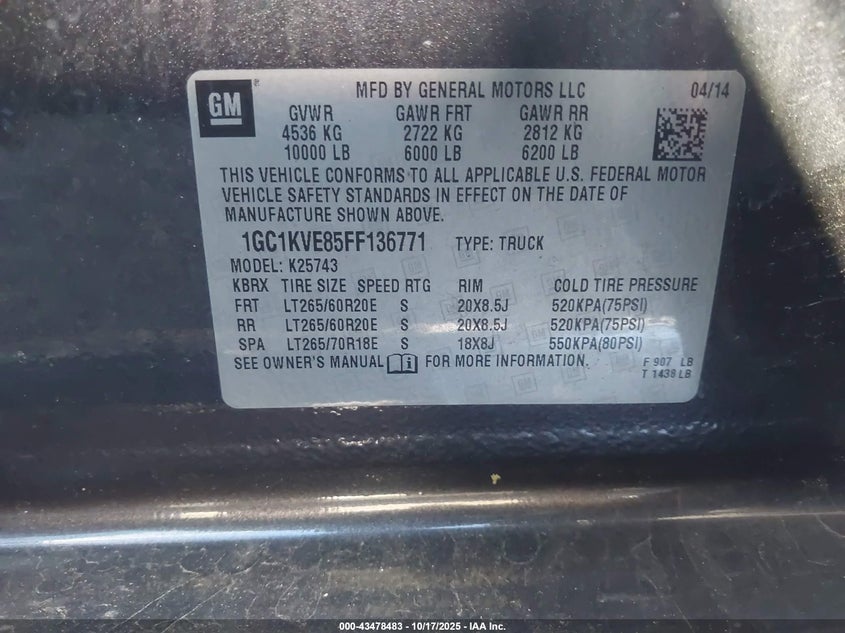 GM ®
MFD BY GENERAL MOTORS LLC 04/14
GVWR GAWR FRT GAWR RR
4536 KG 2722 KG 2812 KG
10000 LB 6000 LB 6200 LB
THIS VEHICLE CONFORMS TO ALL APPLICABLE U.S. FEDERAL MOTOR
VEHICLE SAFETY STANDARDS IN EFFECT ON THE DATE OF
MANUFACTURE SHOWN ABOVE.
1GC1KVE85FF136771 TYPE: TRUCK
MODEL: K25743
KBRX TIRE SIZE SPEED RTG RIM COLD TIRE PRESSURE
FRT LT265/60R20E S 20X8.5J 520KPA(75PSI)
RR LT265/60R20E S 20X8.5J 520KPA(75PSI)
SPA LT265/70R18E S 18X8J 550KPA(80PSI)
SEE OWNER'S MANUAL FOR MORE INFORMATION.
F 907 LB
T 1438 LB
000-43478483 - 10/17/2025 - IAA Inc.